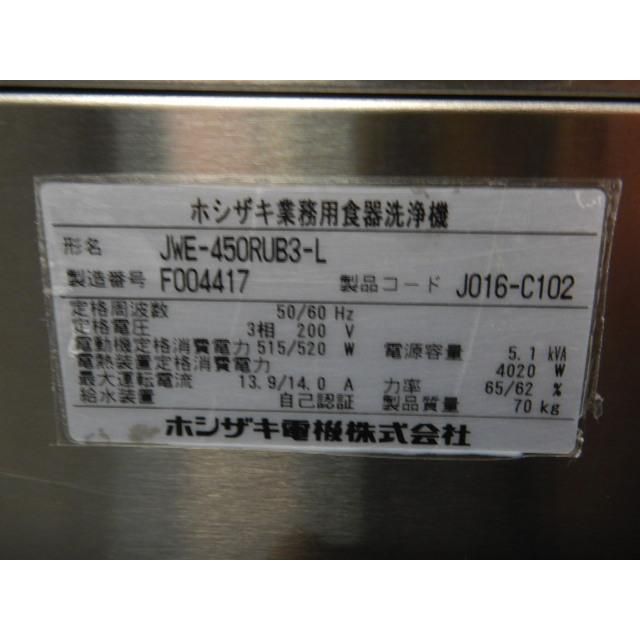 ホシザキ業務用食器洗浄機
形名 JWE-450RUB3-L
製造番号 F004417 製品コード J016-C102
定格周波数 50/60 Hz
定格電圧 3相 200 V
電動機定格消費電力 515/520 W 電源容量 5.1 kVA
電熱装置定格消費電力 4020 W
最大運転電流 13.9/14.0 A 力率 65/62 %
給水装置 自己認証 製品質量 70 kg
ホシザキ電機株式会社